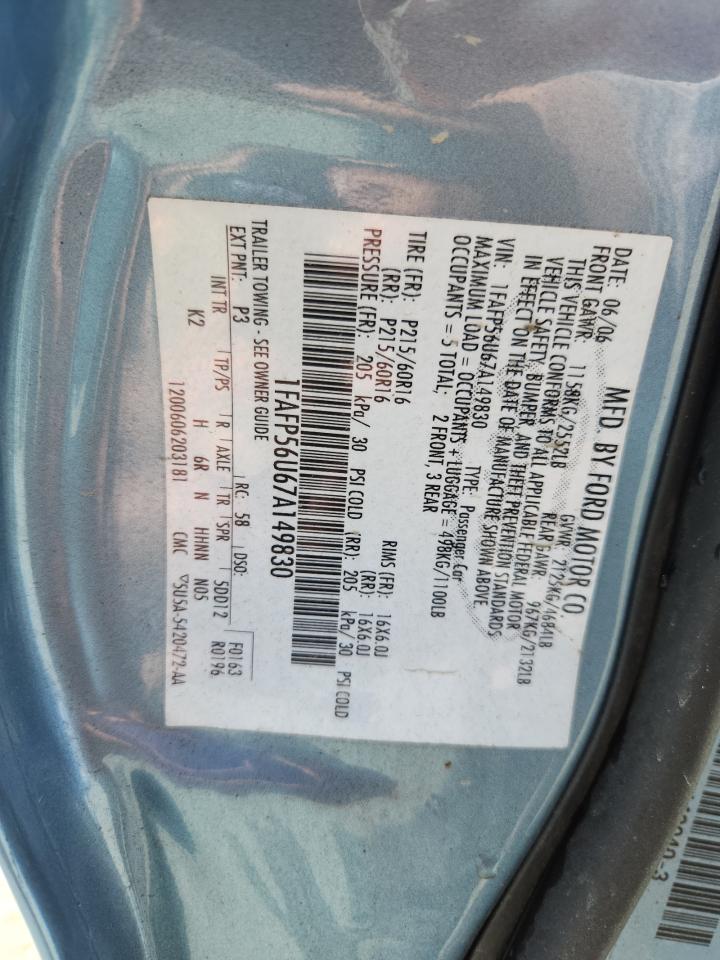 MFD. BY FORD MOTOR CO.
DATE: 06/06 GVWR: 2125KG/4684LB
FRONT GAWR: 1158KG/2552LB REAR GAWR: 967KG/2132LB
THIS VEHICLE CONFORMS TO ALL APPLICABLE FEDERAL MOTOR
VEHICLE SAFETY, BUMPER, AND THEFT PREVENTION STANDARDS
IN EFFECT ON THE DATE OF MANUFACTURE SHOWN ABOVE.
VIN: 1FAFP56U67A149830 TYPE: Passenger Car
MAXIMUM LOAD = OCCUPANTS + LUGGAGE = 498KG/1100LB
OCCUPANTS = 5 TOTAL; 2 FRONT, 3 REAR
TIRE (FR): P215/60R16 RIMS (FR): 16X6.0J
(RR): P215/60R16 (RR): 16X6.0J
PRESSURE (FR): 205 kPa/ 30 PSI COLD (RR): 205 kPa/ 30 PSI COLD
1FAFP56U67A149830
TRAILER TOWING - SEE OWNER GUIDE
EXT PNT: P3 RC: 58 DSO: F0163
R0196
INT TR TP/PS R AXLE TR SPR 5DD12
K2 H 6R N HHNN N05
1200606203181 CMC 5U5A-5420472-AA